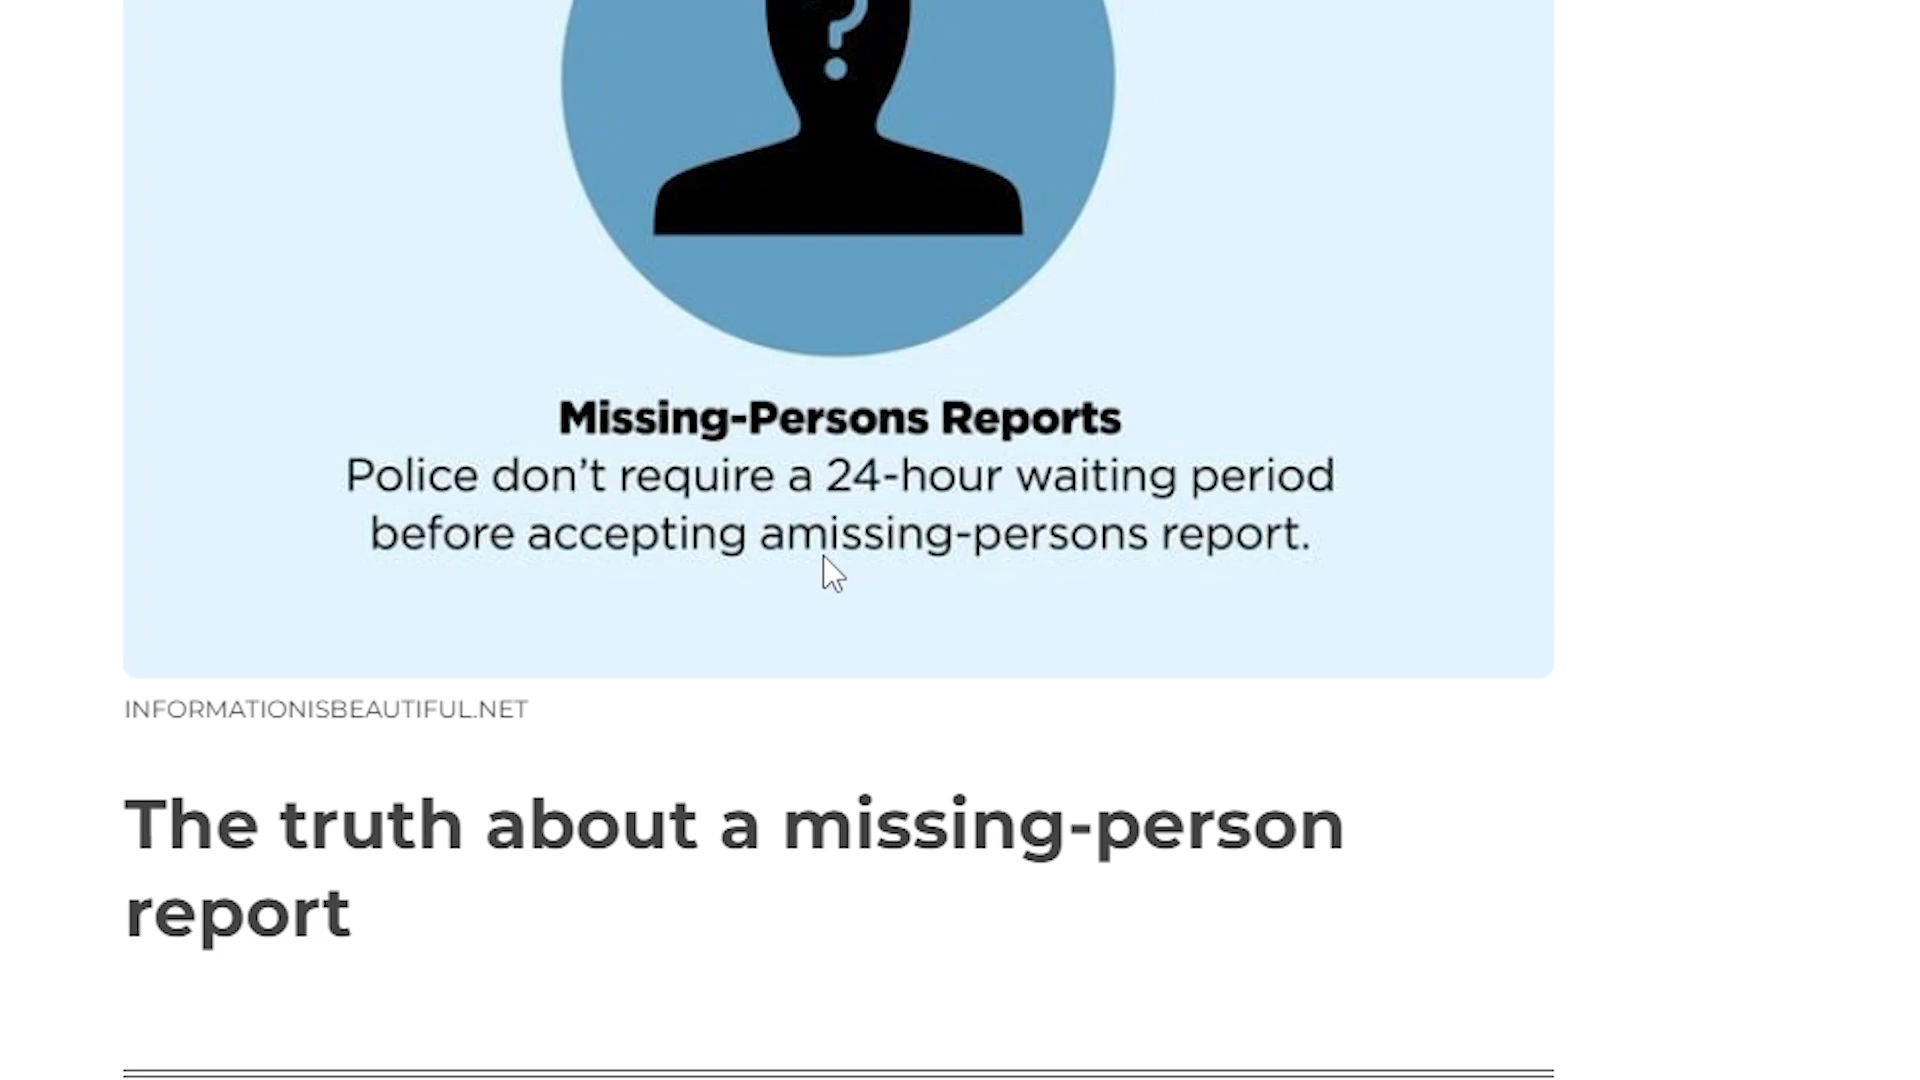 ?
Missing-Persons Reports
Police don’t require a 24-hour waiting period
before accepting amissing-persons report.
INFORMATIONISBEAUTIFUL.NET
The truth about a missing-person
report